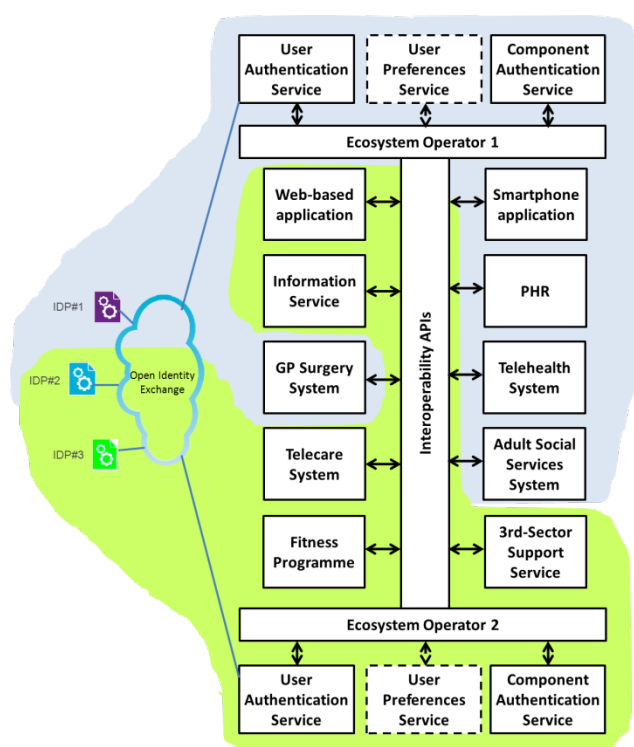 User
Authentication
Service
User
Preferences
Service
Component
Authentication
Service
Ecosystem Operator 1
Web-based
application
Smartphone
application
Information
Service
PHR
IDP#1
Open Identity
Exchange
IDP#2
IDP#3
GP Surgery
System
Interoperability APIs
Telehealth
System
Telecare
System
Adult Social
Services
System
Fitness
Programme
3rd-Sector
Support
Service
Ecosystem Operator 2
User
Authentication
Service
User
Preferences
Service
Component
Authentication
Service